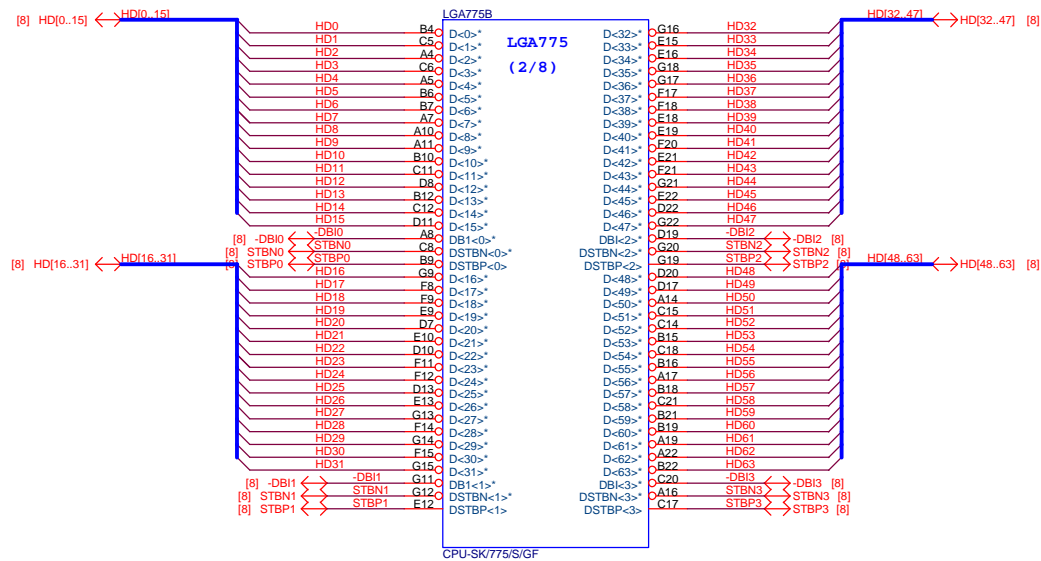 LGA775B
[8] HD[0..15] HD[0..15] HD[32..47] HD[32..47] [8]
LGA775
(2/8)
HD0 B4 D<0>* D<32>* G16 HD32
HD1 C5 D<1>* D<33>* E15 HD33
HD2 A4 D<2>* D<34>* E16 HD34
HD3 C6 D<3>* D<35>* G18 HD35
HD4 A5 D<4>* D<36>* G17 HD36
HD5 B6 D<5>* D<37>* F17 HD37
HD6 B7 D<6>* D<38>* F18 HD38
HD7 A7 D<7>* D<39>* E18 HD39
HD8 A10 D<8>* D<40>* E19 HD40
HD9 A11 D<9>* D<41>* F20 HD41
HD10 B10 D<10>* D<42>* E21 HD42
HD11 C11 D<11>* D<43>* F21 HD43
HD12 D8 D<12>* D<44>* G21 HD44
HD13 B12 D<13>* D<45>* E22 HD45
HD14 C12 D<14>* D<46>* D22 HD46
HD15 D11 D<15>* D<47>* G22 HD47
[8] -DBI0 -DBI0 A8 DB1<0>* DBI<2>* D19 -DBI2 -DBI2 [8]
[8] STBN0 STBN0 C8 DSTBN<0>* DSTBN<2>* G20 STBN2 STBN2 [8]
[8] STBP0 STBP0 B9 DSTBP<0> DSTBP<2> G19 STBP2 STBP2 [8]
[8] HD[16..31] HD[16..31] HD[48..63] HD[48..63] [8]
HD16 G9 D<16>* D<48>* D20 HD48
HD17 F8 D<17>* D<49>* D17 HD49
HD18 F9 D<18>* D<50>* A14 HD50
HD19 E9 D<19>* D<51>* C15 HD51
HD20 D7 D<20>* D<52>* C14 HD52
HD21 E10 D<21>* D<53>* B15 HD53
HD22 D10 D<22>* D<54>* C18 HD54
HD23 F11 D<23>* D<55>* B16 HD55
HD24 F12 D<24>* D<56>* A17 HD56
HD25 D13 D<25>* D<57>* B18 HD57
HD26 E13 D<26>* D<58>* C21 HD58
HD27 G13 D<27>* D<59>* B21 HD59
HD28 F14 D<28>* D<60>* B19 HD60
HD29 G14 D<29>* D<61>* A19 HD61
HD30 F15 D<30>* D<62>* A22 HD62
HD31 G15 D<31>* D<63>* B22 HD63
[8] -DBI1 -DBI1 G11 DB1<1>* DBI<3>* C20 -DBI3 -DBI3 [8]
[8] STBN1 STBN1 G12 DSTBN<1>* DSTBN<3>* A16 STBN3 STBN3 [8]
[8] STBP1 STBP1 E12 DSTBP<1> DSTBP<3> C17 STBP3 STBP3 [8]
CPU-SK/775/S/GF